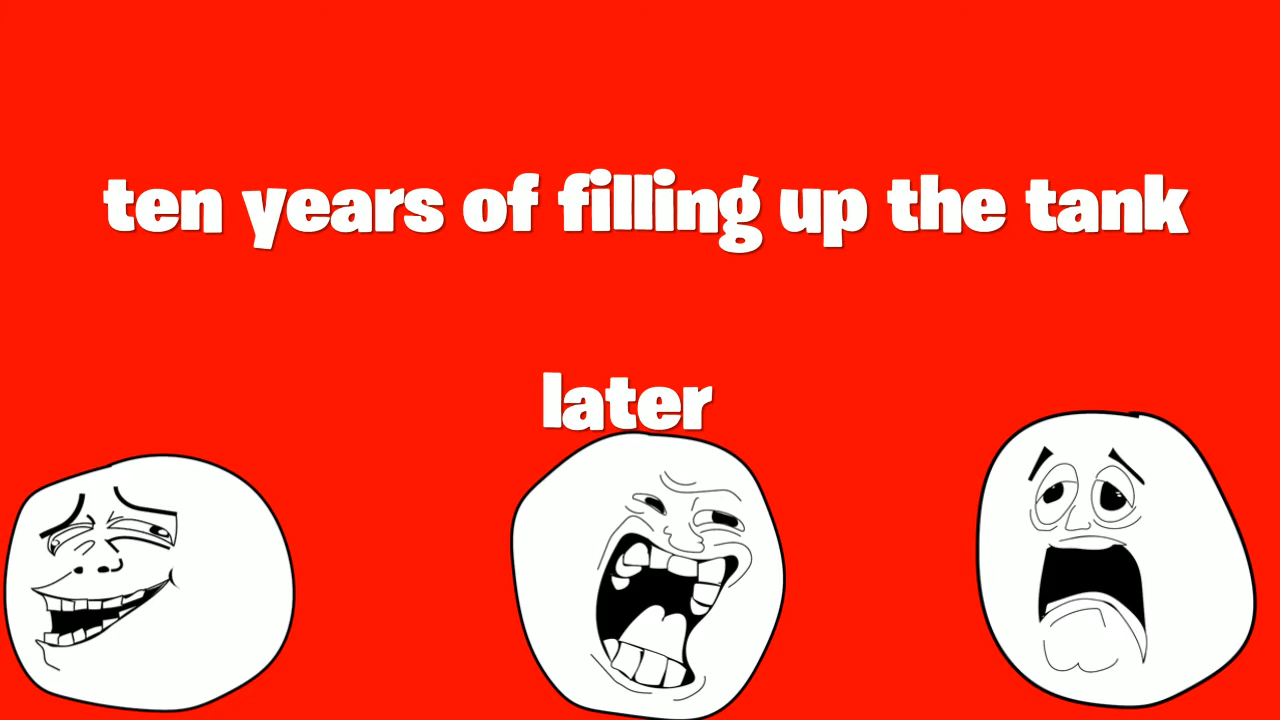 ten years of filling up the tank
later